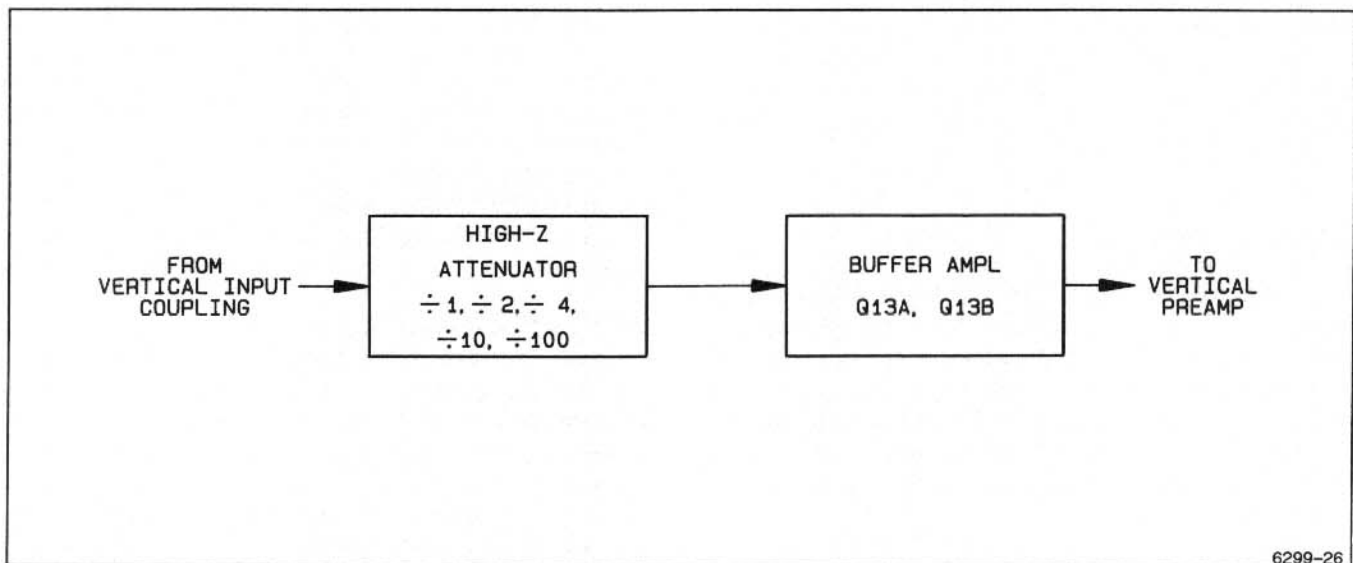 FROM
VERTICAL INPUT
COUPLING
HIGH-Z
ATTENUATOR
÷ 1, ÷ 2, ÷ 4,
÷10, ÷100
BUFFER AMPL
Q13A, Q13B
TO
VERTICAL
PREAMP
6299-26